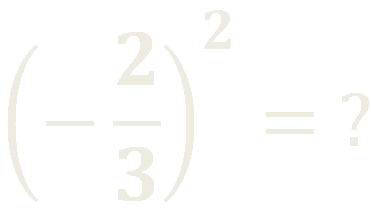 (−2/3)² = ?